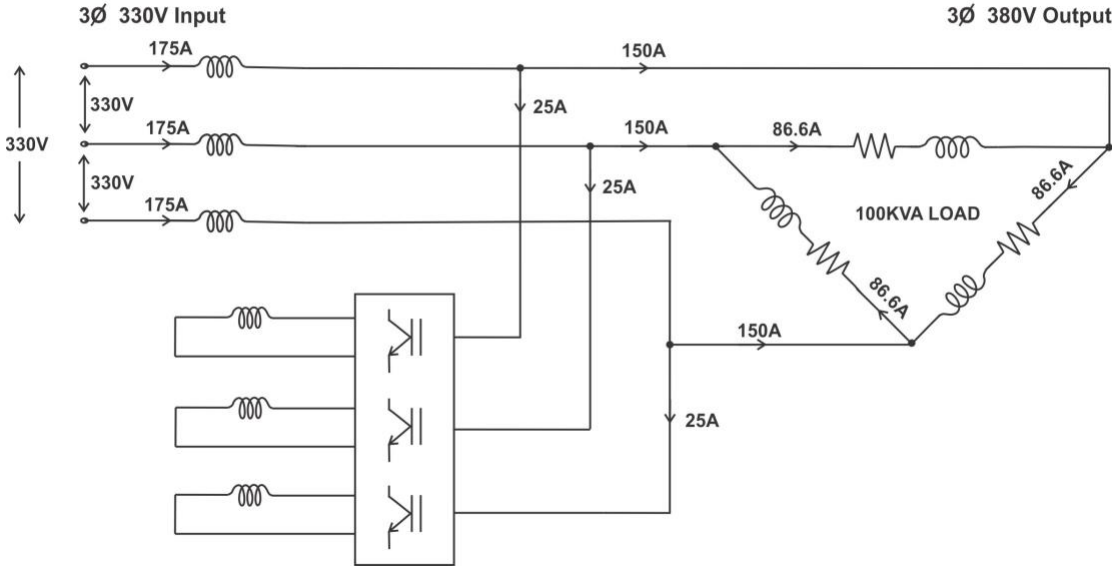 3Ø 330V Input
3Ø 380V Output
175A
150A
330V
25A
330V
175A
150A
86.6A
330V
25A
86.6A
175A
100KVA LOAD
86.6A
150A
25A